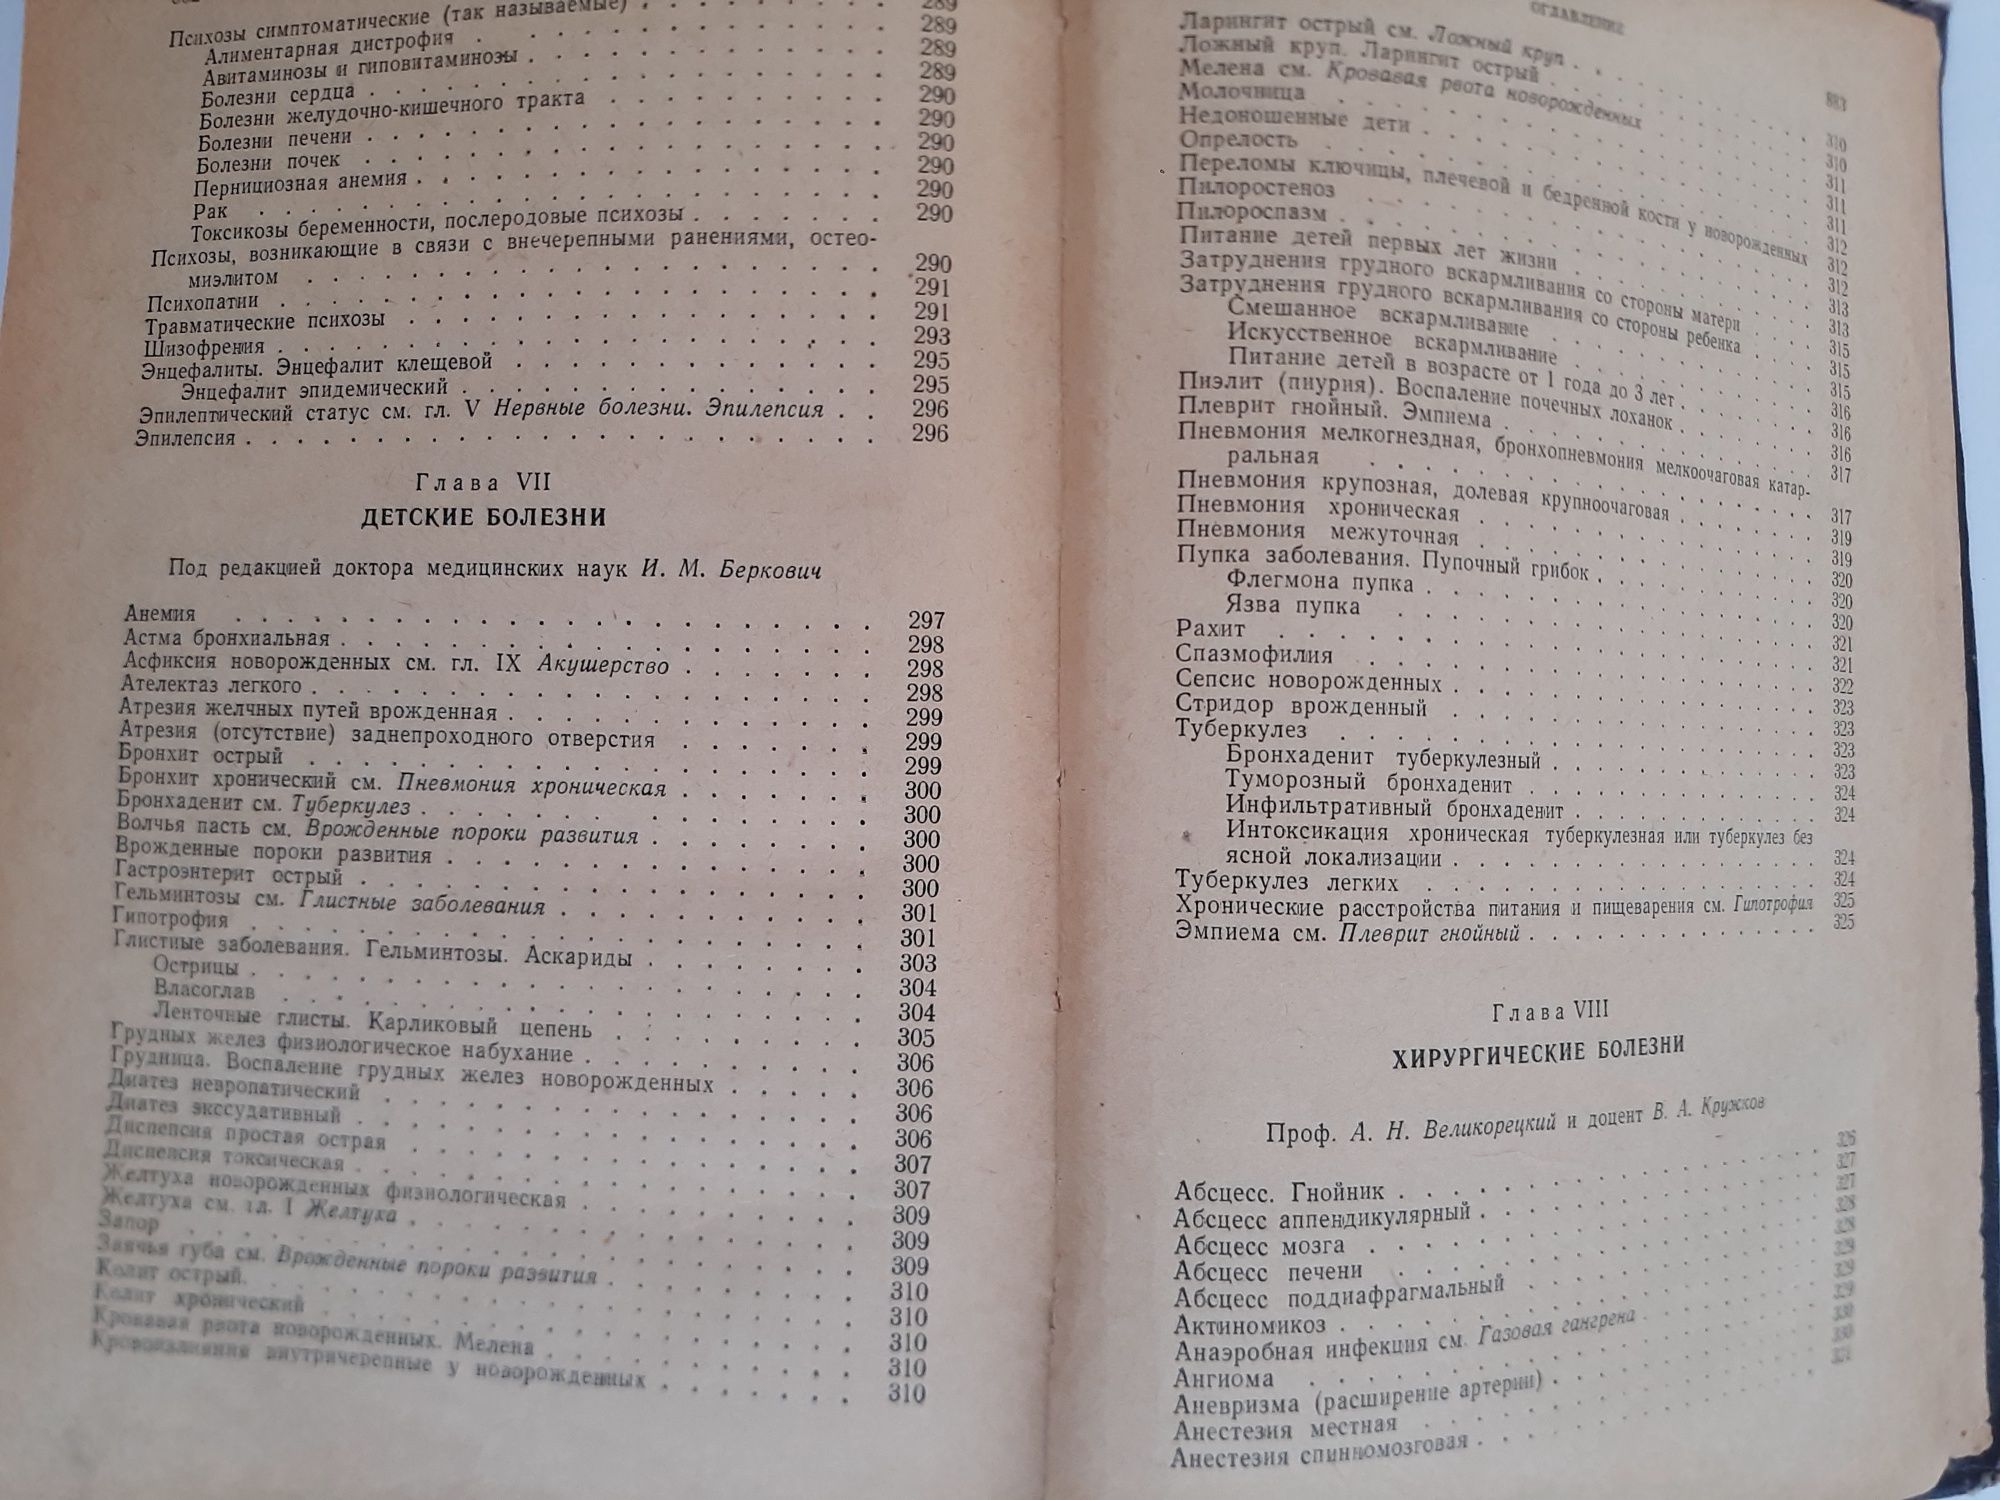 Психозы симптоматические (так называемые) . . . 289
Алиментарная дистрофия . . . 289
Авитаминозы и гиповитаминозы . . . 289
Болезни сердца . . . 289
Болезни желудочно-кишечного тракта . . . 290
Болезни печени . . . 290
Болезни почек . . . 290
Пернициозная анемия . . . 290
Рак . . . 290
Токсикозы беременности, послеродовые психозы . . . 290
Психозы, возникающие в связи с внечерепными ранениями, остео-
миэлитом . . . 290
Психопатии . . . 291
Травматические психозы . . . 291
Шизофрения . . . 293
Энцефалиты. Энцефалит клещевой . . . 295
Энцефалит эпидемический . . . 295
Эпилептический статус см. гл. V Нервные болезни. Эпилепсия . . 296
Эпилепсия . . . 296
Глава VII
ДЕТСКИЕ БОЛЕЗНИ
Под редакцией доктора медицинских наук И. М. Беркович
Анемия . . . 297
Астма бронхиальная . . . 298
Асфиксия новорожденных см. гл. IX Акушерство . . . 298
Ателектаз легкого . . . 298
Атрезия желчных путей врожденная . . . 299
Атрезия (отсутствие) заднепроходного отверстия . . . 299
Бронхит острый . . . 299
Бронхит хронический см. Пневмония хроническая . . . 300
Бронхаденит см. Туберкулез . . . 300
Волчья пасть см. Врожденные пороки развития . . . 300
Врожденные пороки развития . . . 300
Гастроэнтерит острый . . . 300
Гельминтозы см. Глистные заболевания . . . 301
Гипотрофия . . . 301
Глистные заболевания. Гельминтозы. Аскариды . . . 303
Острицы . . . 304
Власоглав . . . 304
Ленточные глисты. Карликовый цепень . . . 305
Грудных желез физиологическое набухание . . . 306
Грудница. Воспаление грудных желез новорожденных . . . 306
Диатез невропатический . . . 306
Диатез экссудативный . . . 306
Диспепсия простая острая . . . 307
Диспепсия токсическая . . . 307
Желтуха новорожденных физиологическая . . . 309
Желтуха см. гл. I Желтуха . . . 309
Запор . . . 309
Заячья губа см. Врожденные пороки развития . . . 310
Колит острый. . . . 310
Колит хронический . . . 310
Кровавая рвота новорожденных. Мелена . . . 310
Кровоизлияния внутричерепные у новорожденных . . . 310
ОГЛАВЛЕНИЕ
883
Ларингит острый см. Ложный круп . . . 310
Ложный круп. Ларингит острый . . . 310
Мелена см. Кровавая рвота новорожденных . . . 311
Молочница . . . 311
Недоношенные дети . . . 311
Опрелость . . . 312
Переломы ключицы, плечевой и бедренной кости у новорожденных 312
Пилоростеноз . . . 312
Пилороспазм . . . 313
Питание детей первых лет жизни . . . 313
Затруднения грудного вскармливания со стороны матери . . . 315
Затруднения грудного вскармливания со стороны ребенка . . . 315
Смешанное вскармливание . . . 315
Искусственное вскармливание . . . 316
Питание детей в возрасте от 1 года до 3 лет . . . 316
Пиэлит (пиурия). Воспаление почечных лоханок . . . 316
Плеврит гнойный. Эмпиема . . . 317
Пневмония мелкогнездная, бронхопневмония мелкоочаговая катар-
ральная . . . 317
Пневмония крупозная, долевая крупноочаговая . . . 319
Пневмония хроническая . . . 319
Пневмония межуточная . . . 320
Пупка заболевания. Пупочный грибок . . . 320
Флегмона пупка . . . 320
Язва пупка . . . 321
Рахит . . . 321
Спазмофилия . . . 322
Сепсис новорожденных . . . 323
Стридор врожденный . . . 323
Туберкулез . . . 323
Бронхаденит туберкулезный . . . 323
Туморозный бронхаденит . . . 324
Инфильтративный бронхаденит . . . 324
Интоксикация хроническая туберкулезная или туберкулез без
ясной локализации . . . 324
Туберкулез легких . . . 324
Хронические расстройства питания и пищеварения см. Гипотрофия 325
Эмпиема см. Плеврит гнойный . . . 325
Глава VIII
ХИРУРГИЧЕСКИЕ БОЛЕЗНИ
Проф. А. Н. Великорецкий и доцент В. А. Кружков
Абсцесс. Гнойник . . . 326
Абсцесс аппендикулярный . . . 327
Абсцесс мозга . . . 327
Абсцесс печени . . . 328
Абсцесс поддиафрагмальный . . . 328
Актиномикоз . . .
Анаэробная инфекция см. Газовая гангрена . . .
Ангиома . . .
Аневризма (расширение артерии) . . .
Анестезия местная . . .
Анестезия спинномозговая . . .